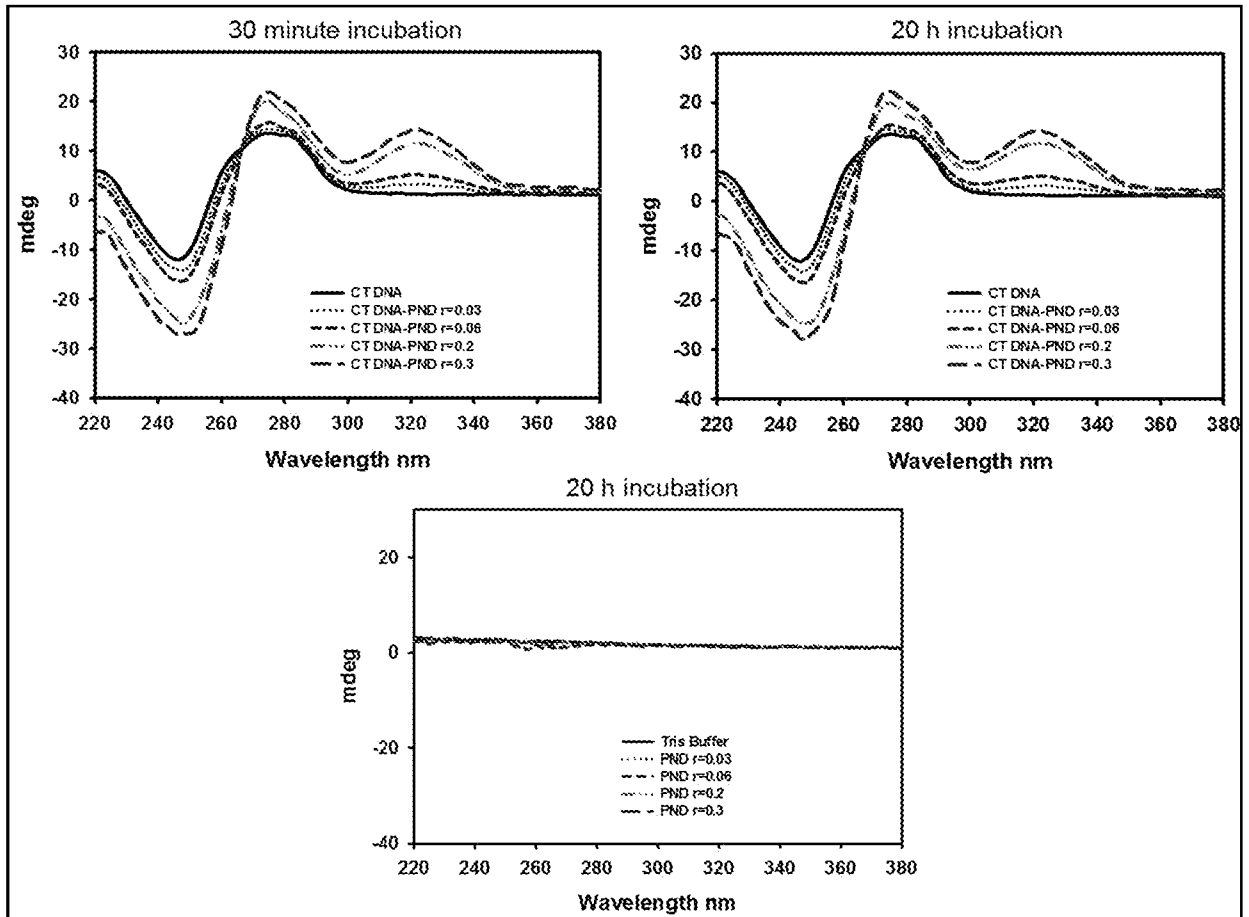 30 minute incubation
30
20
10
0
-10
-20
-30
-40
mdeg
CT DNA
CT DNA-PND r=0.03
CT DNA-PND r=0.06
CT DNA-PND r=0.2
CT DNA-PND r=0.3
220 240 260 280 300 320 340 360 380
Wavelength nm
20 h incubation
30
20
10
0
-10
-20
-30
-40
mdeg
CT DNA
CT DNA-PND r=0.03
CT DNA-PND r=0.06
CT DNA-PND r=0.2
CT DNA-PND r=0.3
220 240 260 280 300 320 340 360 380
Wavelength nm
20 h incubation
20
0
-20
-40
mdeg
Tris Buffer
PND r=0.03
PND r=0.06
PND r=0.2
PND r=0.3
220 240 260 280 300 320 340 360 380
Wavelength nm